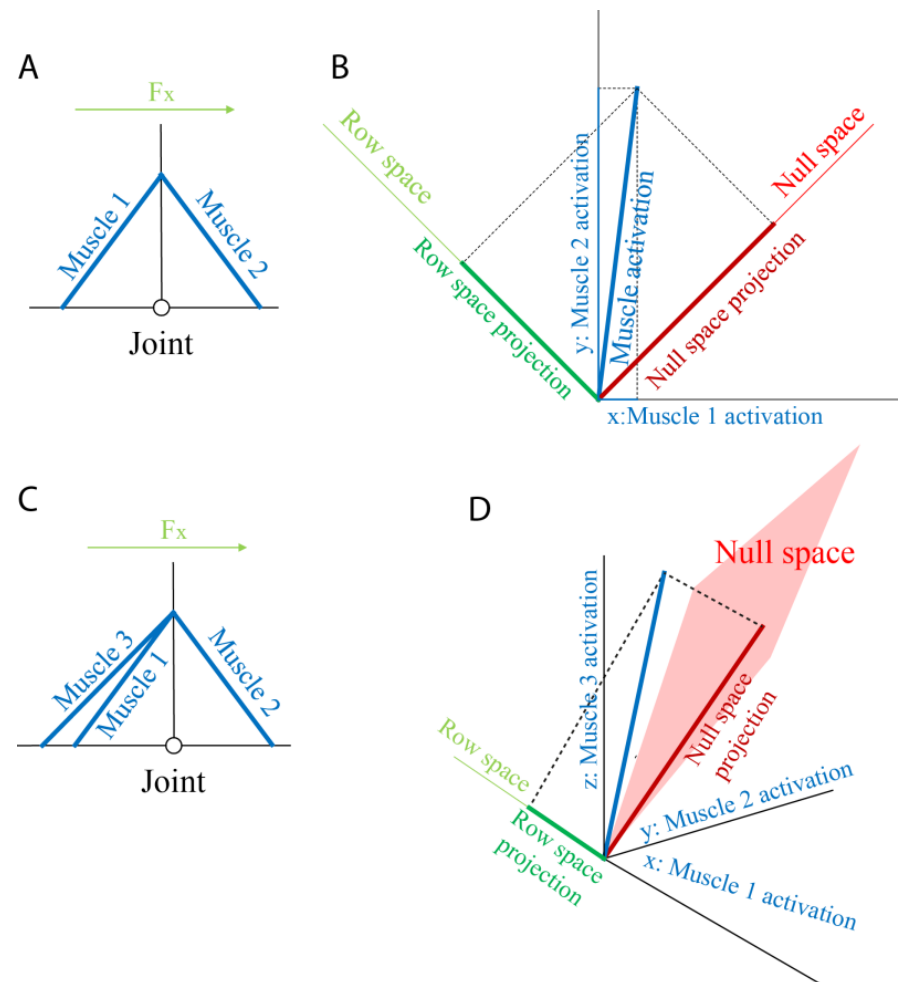 A
Fx
Muscle 1
Muscle 2
Joint
B
Row space
Row space projection
y: Muscle 2 activation
Muscle activation
Null space
Null space projection
x:Muscle 1 activation
C
Fx
Muscle 3
Muscle 1
Muscle 2
Joint
D
Null space
z: Muscle 3 activation
Null space
projection
Row space
Row space
projection
y: Muscle 2 activation
x: Muscle 1 activation